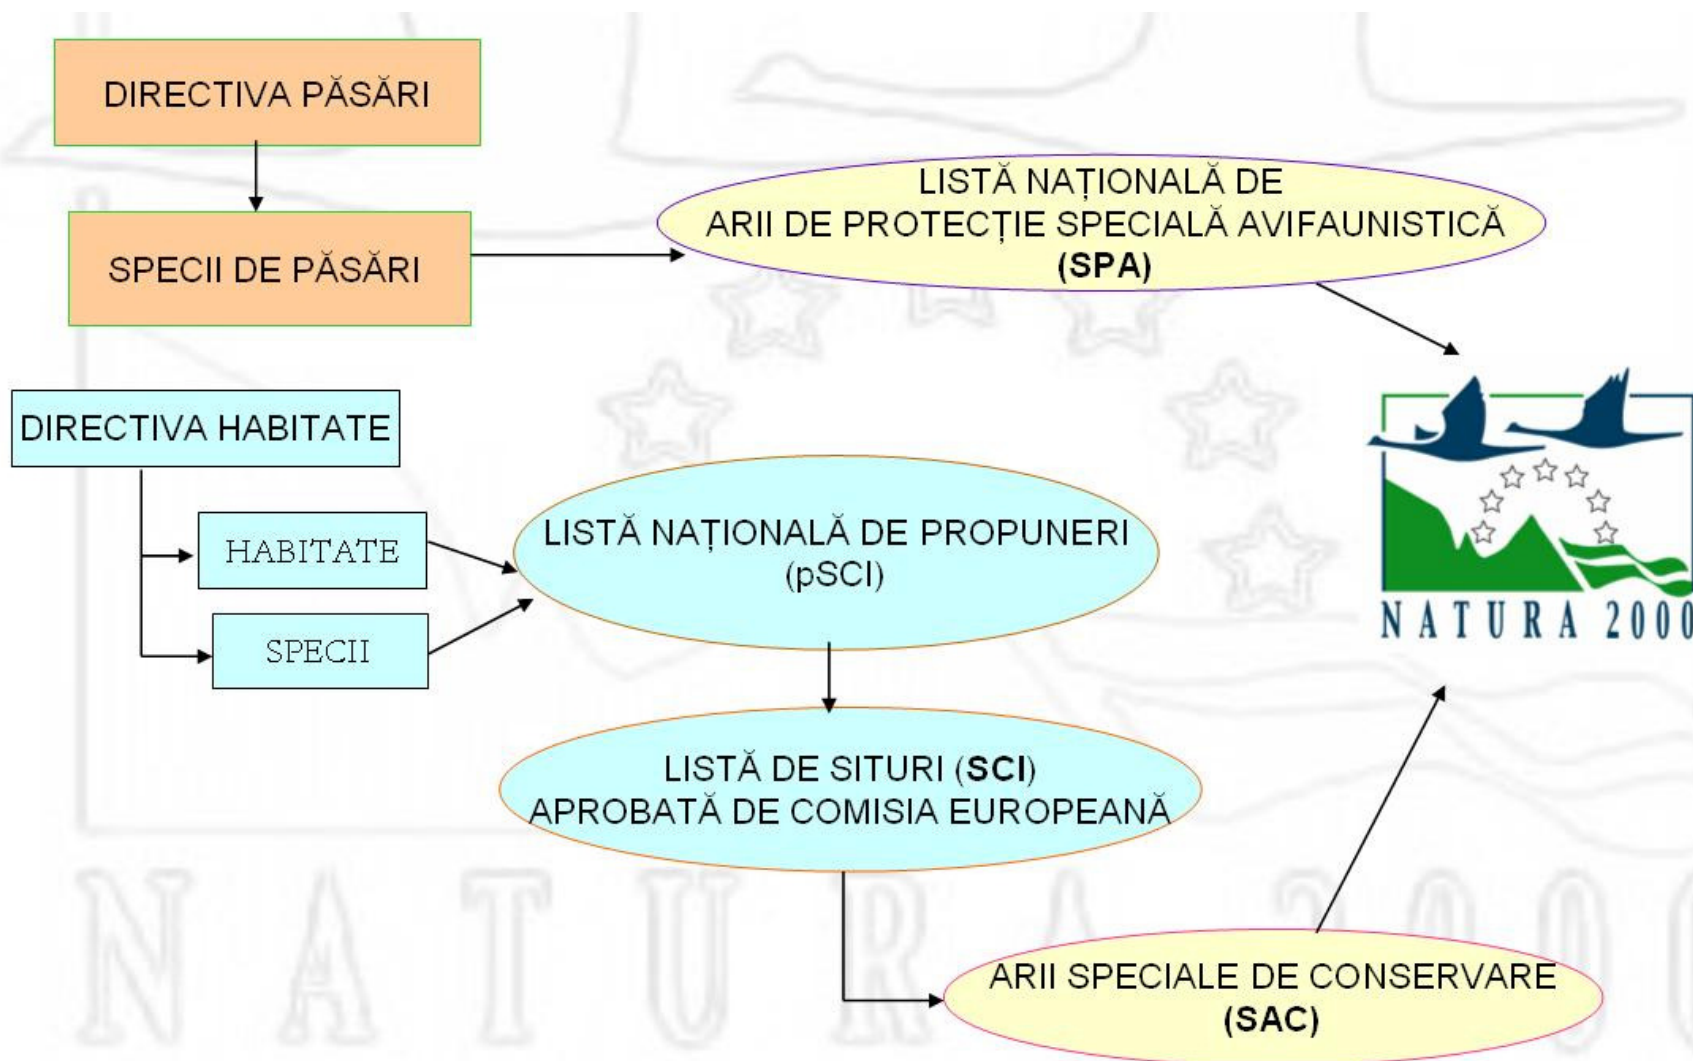 DIRECTIVA PĂSĂRI
SPECII DE PĂSĂRI
LISTĂ NAȚIONALĂ DE
ARII DE PROTECȚIE SPECIALĂ AVIFAUNISTICĂ
(SPA)
DIRECTIVA HABITATE
HABITATE
SPECII
LISTĂ NAȚIONALĂ DE PROPUNERI
(pSCI)
LISTĂ DE SITURI (SCI)
APROBATĂ DE COMISIA EUROPEANĂ
ARII SPECIALE DE CONSERVARE
(SAC)
NATURA 2000
NATURA 2000